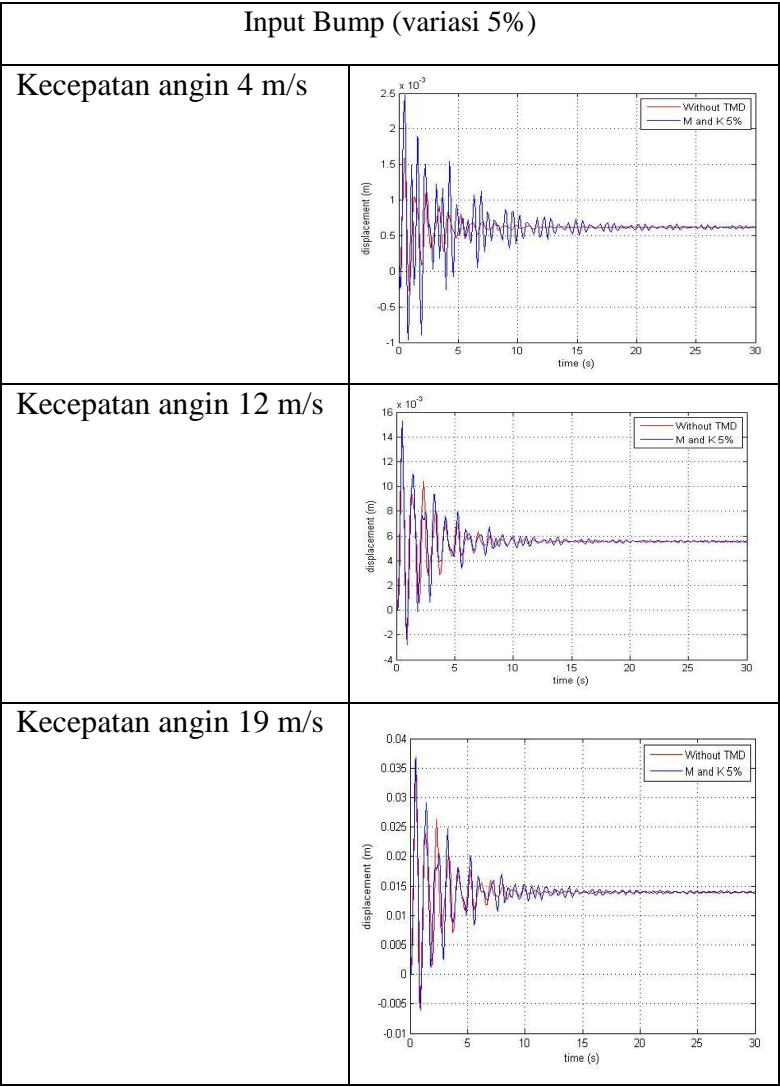 Input Bump (variasi 5%)
Kecepatan angin 4 m/s
x 10-3
2.5
2
1.5
1
0.5
0
-0.5
-1
displacement (m)
Without TMD
M and K 5%
0 5 10 15 20 25 30
time (s)
Kecepatan angin 12 m/s
x 10-3
16
14
12
10
8
6
4
2
0
-2
-4
displacement (m)
Without TMD
M and K 5%
0 5 10 15 20 25 30
time (s)
Kecepatan angin 19 m/s
0.04
0.035
0.03
0.025
0.02
0.015
0.01
0.005
0
-0.005
-0.01
displacement (m)
Without TMD
M and K 5%
0 5 10 15 20 25 30
time (s)